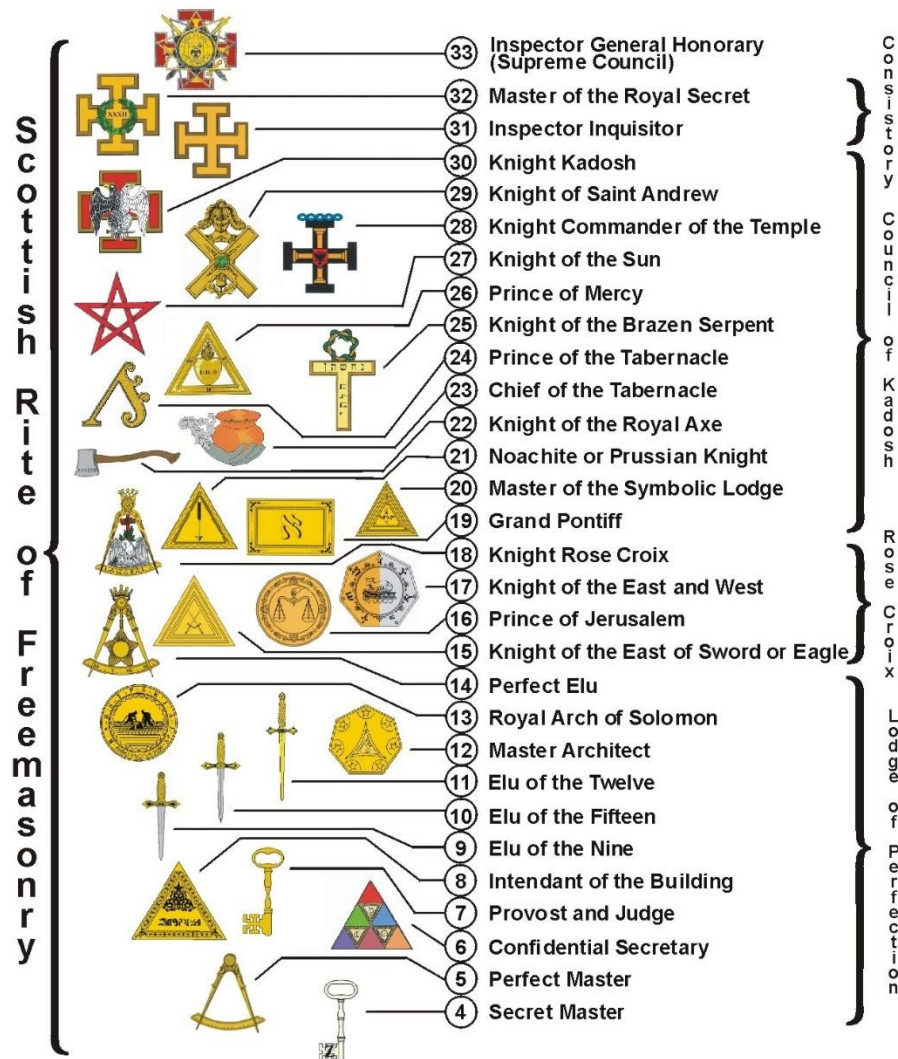 Scottish Rite of Freemasonry
33 Inspector General Honorary
(Supreme Council)
32 Master of the Royal Secret
31 Inspector Inquisitor
30 Knight Kadosh
29 Knight of Saint Andrew
28 Knight Commander of the Temple
27 Knight of the Sun
26 Prince of Mercy
25 Knight of the Brazen Serpent
24 Prince of the Tabernacle
23 Chief of the Tabernacle
22 Knight of the Royal Axe
21 Noachite or Prussian Knight
20 Master of the Symbolic Lodge
19 Grand Pontiff
18 Knight Rose Croix
17 Knight of the East and West
16 Prince of Jerusalem
15 Knight of the East of Sword or Eagle
14 Perfect Elu
13 Royal Arch of Solomon
12 Master Architect
11 Elu of the Twelve
10 Elu of the Fifteen
9 Elu of the Nine
8 Intendant of the Building
7 Provost and Judge
6 Confidential Secretary
5 Perfect Master
4 Secret Master
Consistory
Council of Kadosh
Rose Croix
Lodge of Perfection
XXXII
Z